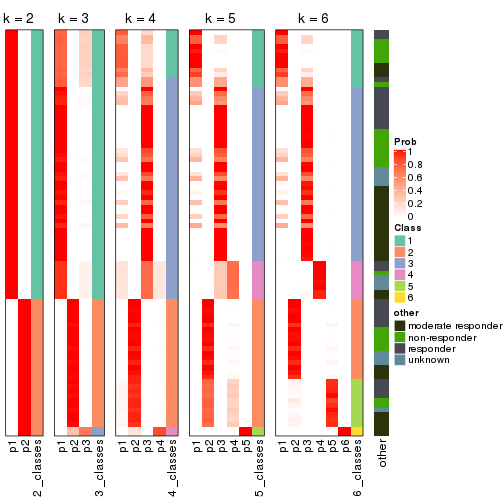 k = 2 k = 3 k = 4 k = 5 k = 6
Prob
1
0.8
0.6
0.4
0.2
0
Class
1
2
3
4
5
6
other
moderate responder
non-responder
responder
unknown
p1 p2 2_classes p1 p2 p3 3_classes p1 p2 p3 p4 4_classes p1 p2 p3 p4 p5 5_classes p1 p2 p3 p4 p5 p6 6_classes other